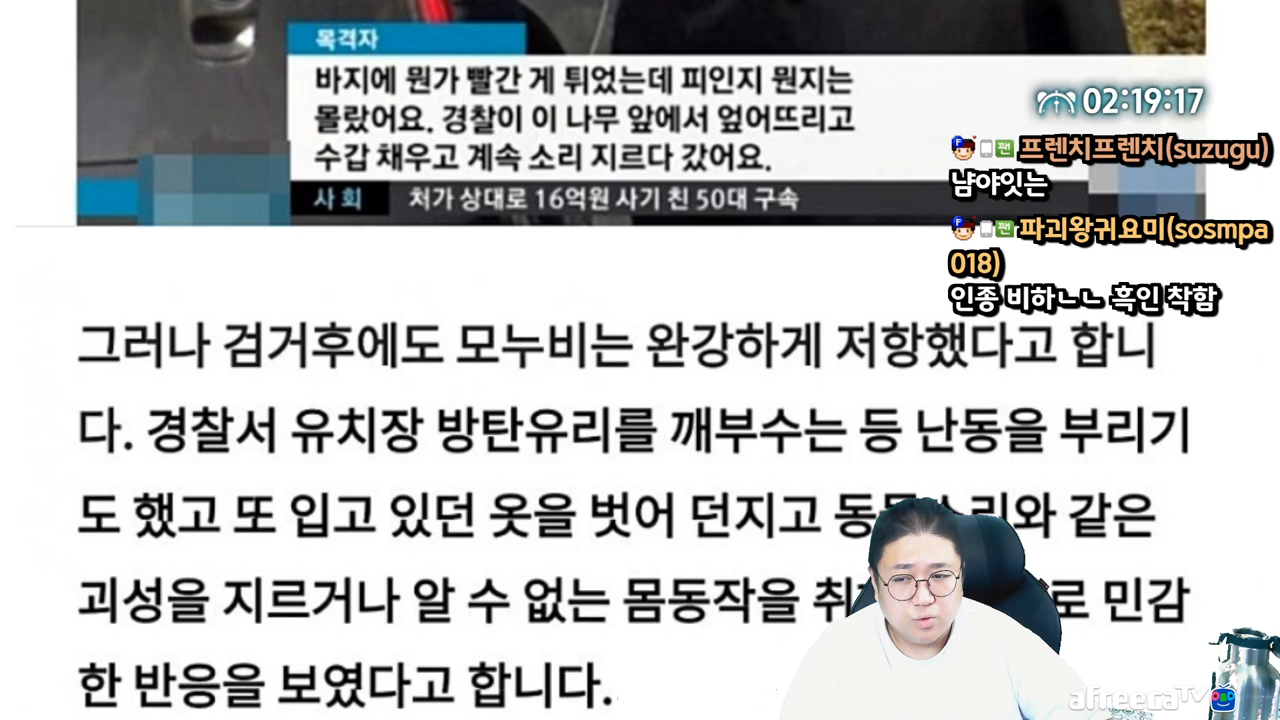 목격자
바지에 뭔가 빨간 게 튀었는데 피인지 뭔지는
몰랐어요. 경찰이 이 나무 앞에서 엎어뜨리고
수갑 채우고 계속 소리 지르다 갔어요.
사회 처가 상대로 16억원 사기 친 50대 구속
02:19:17
F 팬 프렌치프렌치(suzugu)
냠야잇는
F 팬 파괴왕귀요미(sosmpa
018)
인종 비하ㄴㄴ 흑인 착함
그러나 검거후에도 모누비는 완강하게 저항했다고 합니
다. 경찰서 유치장 방탄유리를 깨부수는 등 난동을 부리기
도 했고 또 입고 있던 옷을 벗어 던지고 같은
괴성을 지르거나 알 수 없는 몸동작을 로 민감
한 반응을 보였다고 합니다.
afreecaTV